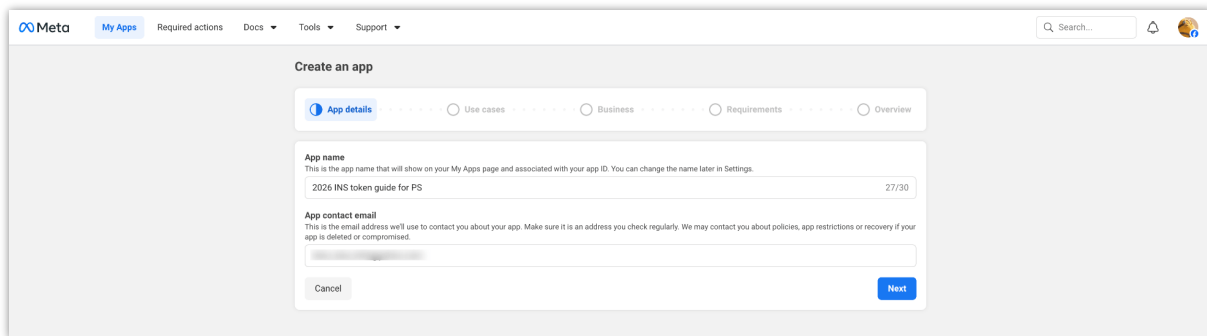 Meta
My Apps
Required actions
Docs
Tools
Support
Search...
Create an app
App details
Use cases
Business
Requirements
Overview
App name
This is the app name that will show on your My Apps page and associated with your app ID. You can change the name later in Settings.
2026 INS token guide for PS
27/30
App contact email
This is the email address we'll use to contact you about your app. Make sure it is an address you check regularly. We may contact you about policies, app restrictions or recovery if your
app is deleted or compromised.
Cancel
Next